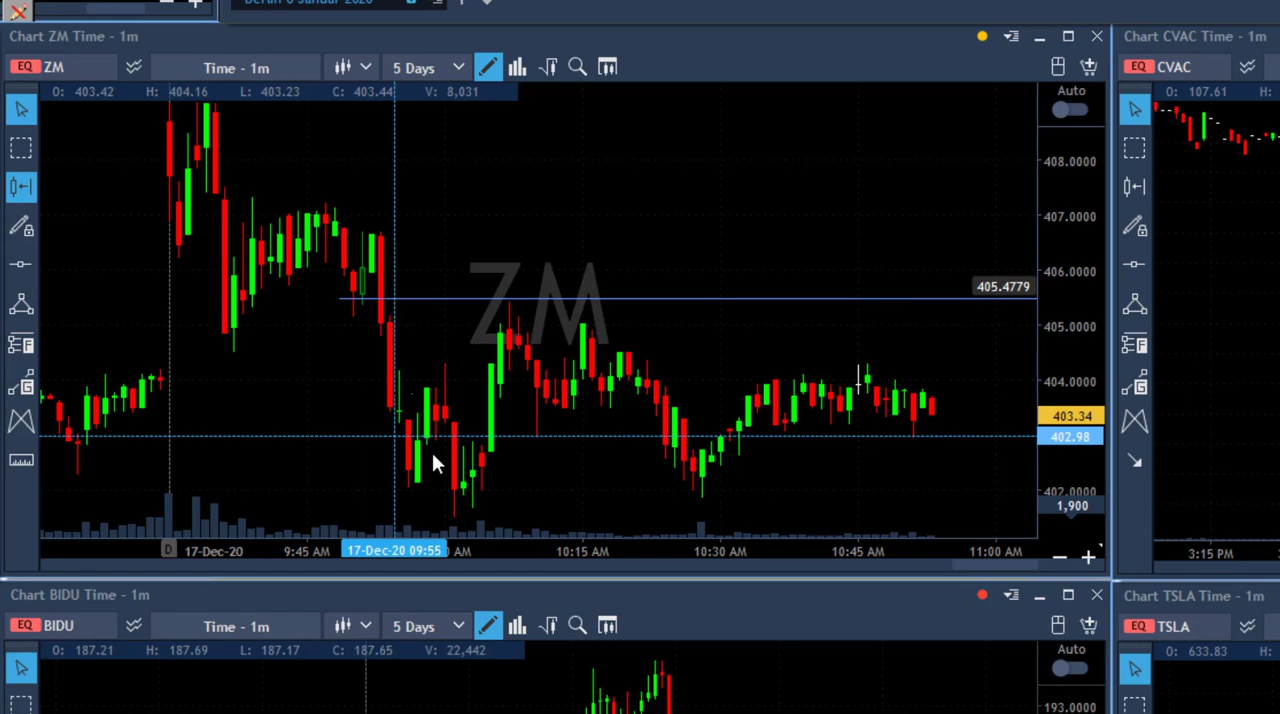 Chart ZM Time - 1m
EQ ZM
Time - 1m
5 Days
O: 403.42 H: 404.16 L: 403.23 C: 403.44 V: 8,031
ZM
Auto
408.0000
407.0000
406.0000
405.4779
405.0000
404.0000
403.34
402.98
402.0000
1,900
D 17-Dec-20 9:45 AM 17-Dec-20 09:55 AM 10:15 AM 10:30 AM 10:45 AM 11:00 AM
Chart CVAC Time - 1m
EQ CVAC
O: 107.61 H:
3:15 PM
Chart BIDU Time - 1m
EQ BIDU
Time - 1m
5 Days
O: 187.21 H: 187.69 L: 187.17 C: 187.65 V: 22,442
Auto
193.0000
Chart TSLA Time - 1m
EQ TSLA
O: 633.83 H: